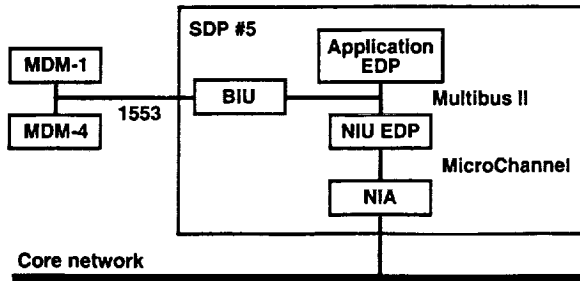 SDP #5
Application
EDP
MDM-1
BIU
Multibus II
1553
MDM-4
NIU EDP
MicroChannel
NIA
Core network